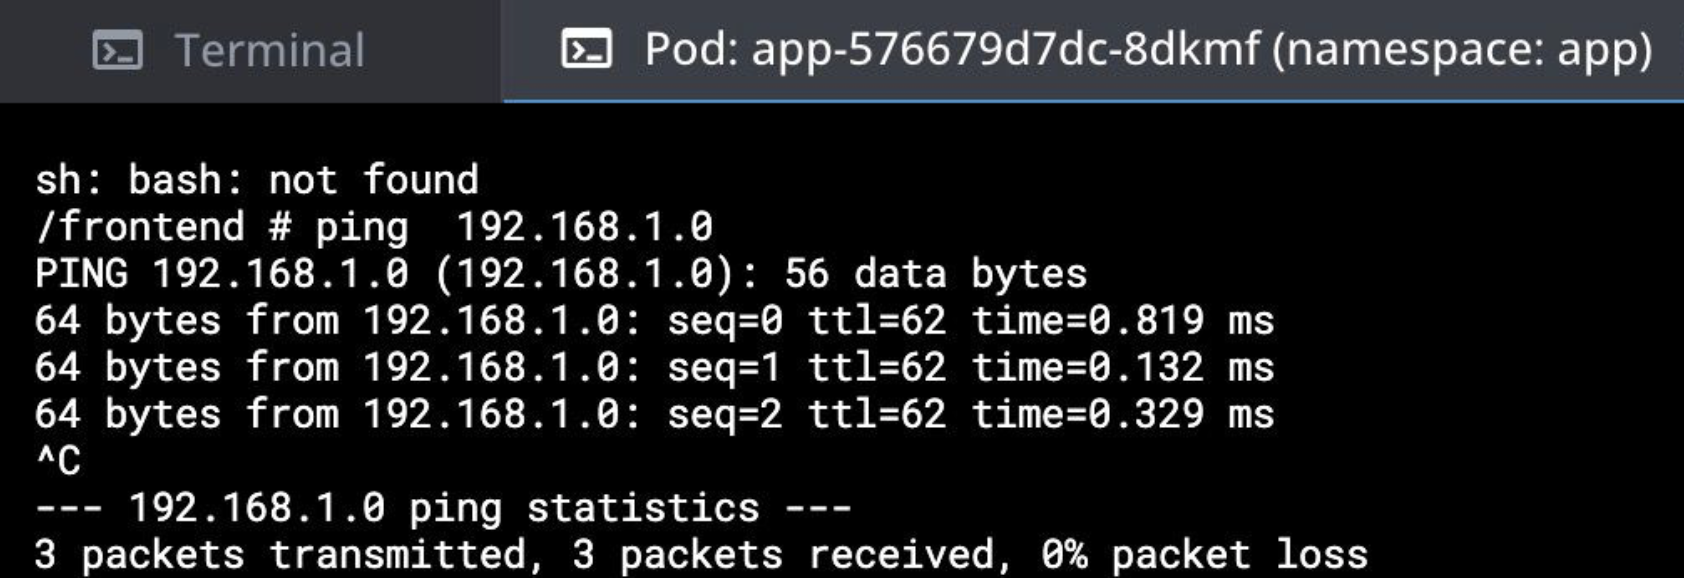 Terminal
Pod: app-576679d7dc-8dkmf (namespace: app)
sh: bash: not found
/frontend # ping  192.168.1.0
PING 192.168.1.0 (192.168.1.0): 56 data bytes
64 bytes from 192.168.1.0: seq=0 ttl=62 time=0.819 ms
64 bytes from 192.168.1.0: seq=1 ttl=62 time=0.132 ms
64 bytes from 192.168.1.0: seq=2 ttl=62 time=0.329 ms
^C
--- 192.168.1.0 ping statistics ---
3 packets transmitted, 3 packets received, 0% packet loss